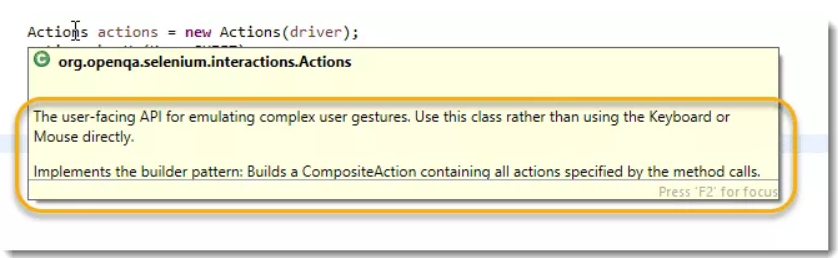 Actions actions = new Actions(driver);
C org.openqa.selenium.interactions.Actions
The user-facing API for emulating complex user gestures. Use this class rather than using the Keyboard or
Mouse directly.
Implements the builder pattern: Builds a CompositeAction containing all actions specified by the method calls.
Press 'F2' for focus